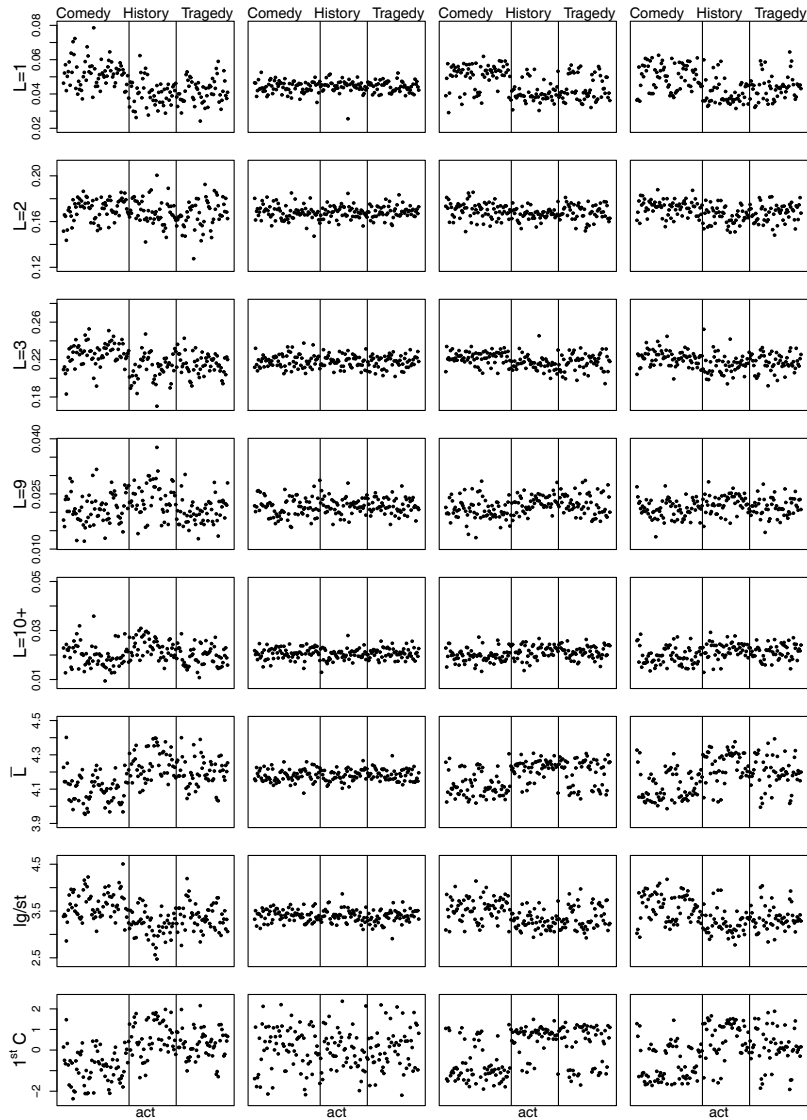 Comedy History Tragedy Comedy History Tragedy Comedy History Tragedy Comedy History Tragedy
L=1
0.02 0.04 0.06 0.08
L=2
0.12 0.16 0.20
L=3
0.18 0.22 0.26
L=9
0.010 0.025 0.040
L=10+
0.01 0.03 0.05
L̅
3.9 4.1 4.3 4.5
lg/st
2.5 3.5 4.5
1st C
−2 0 1 2
act act act act